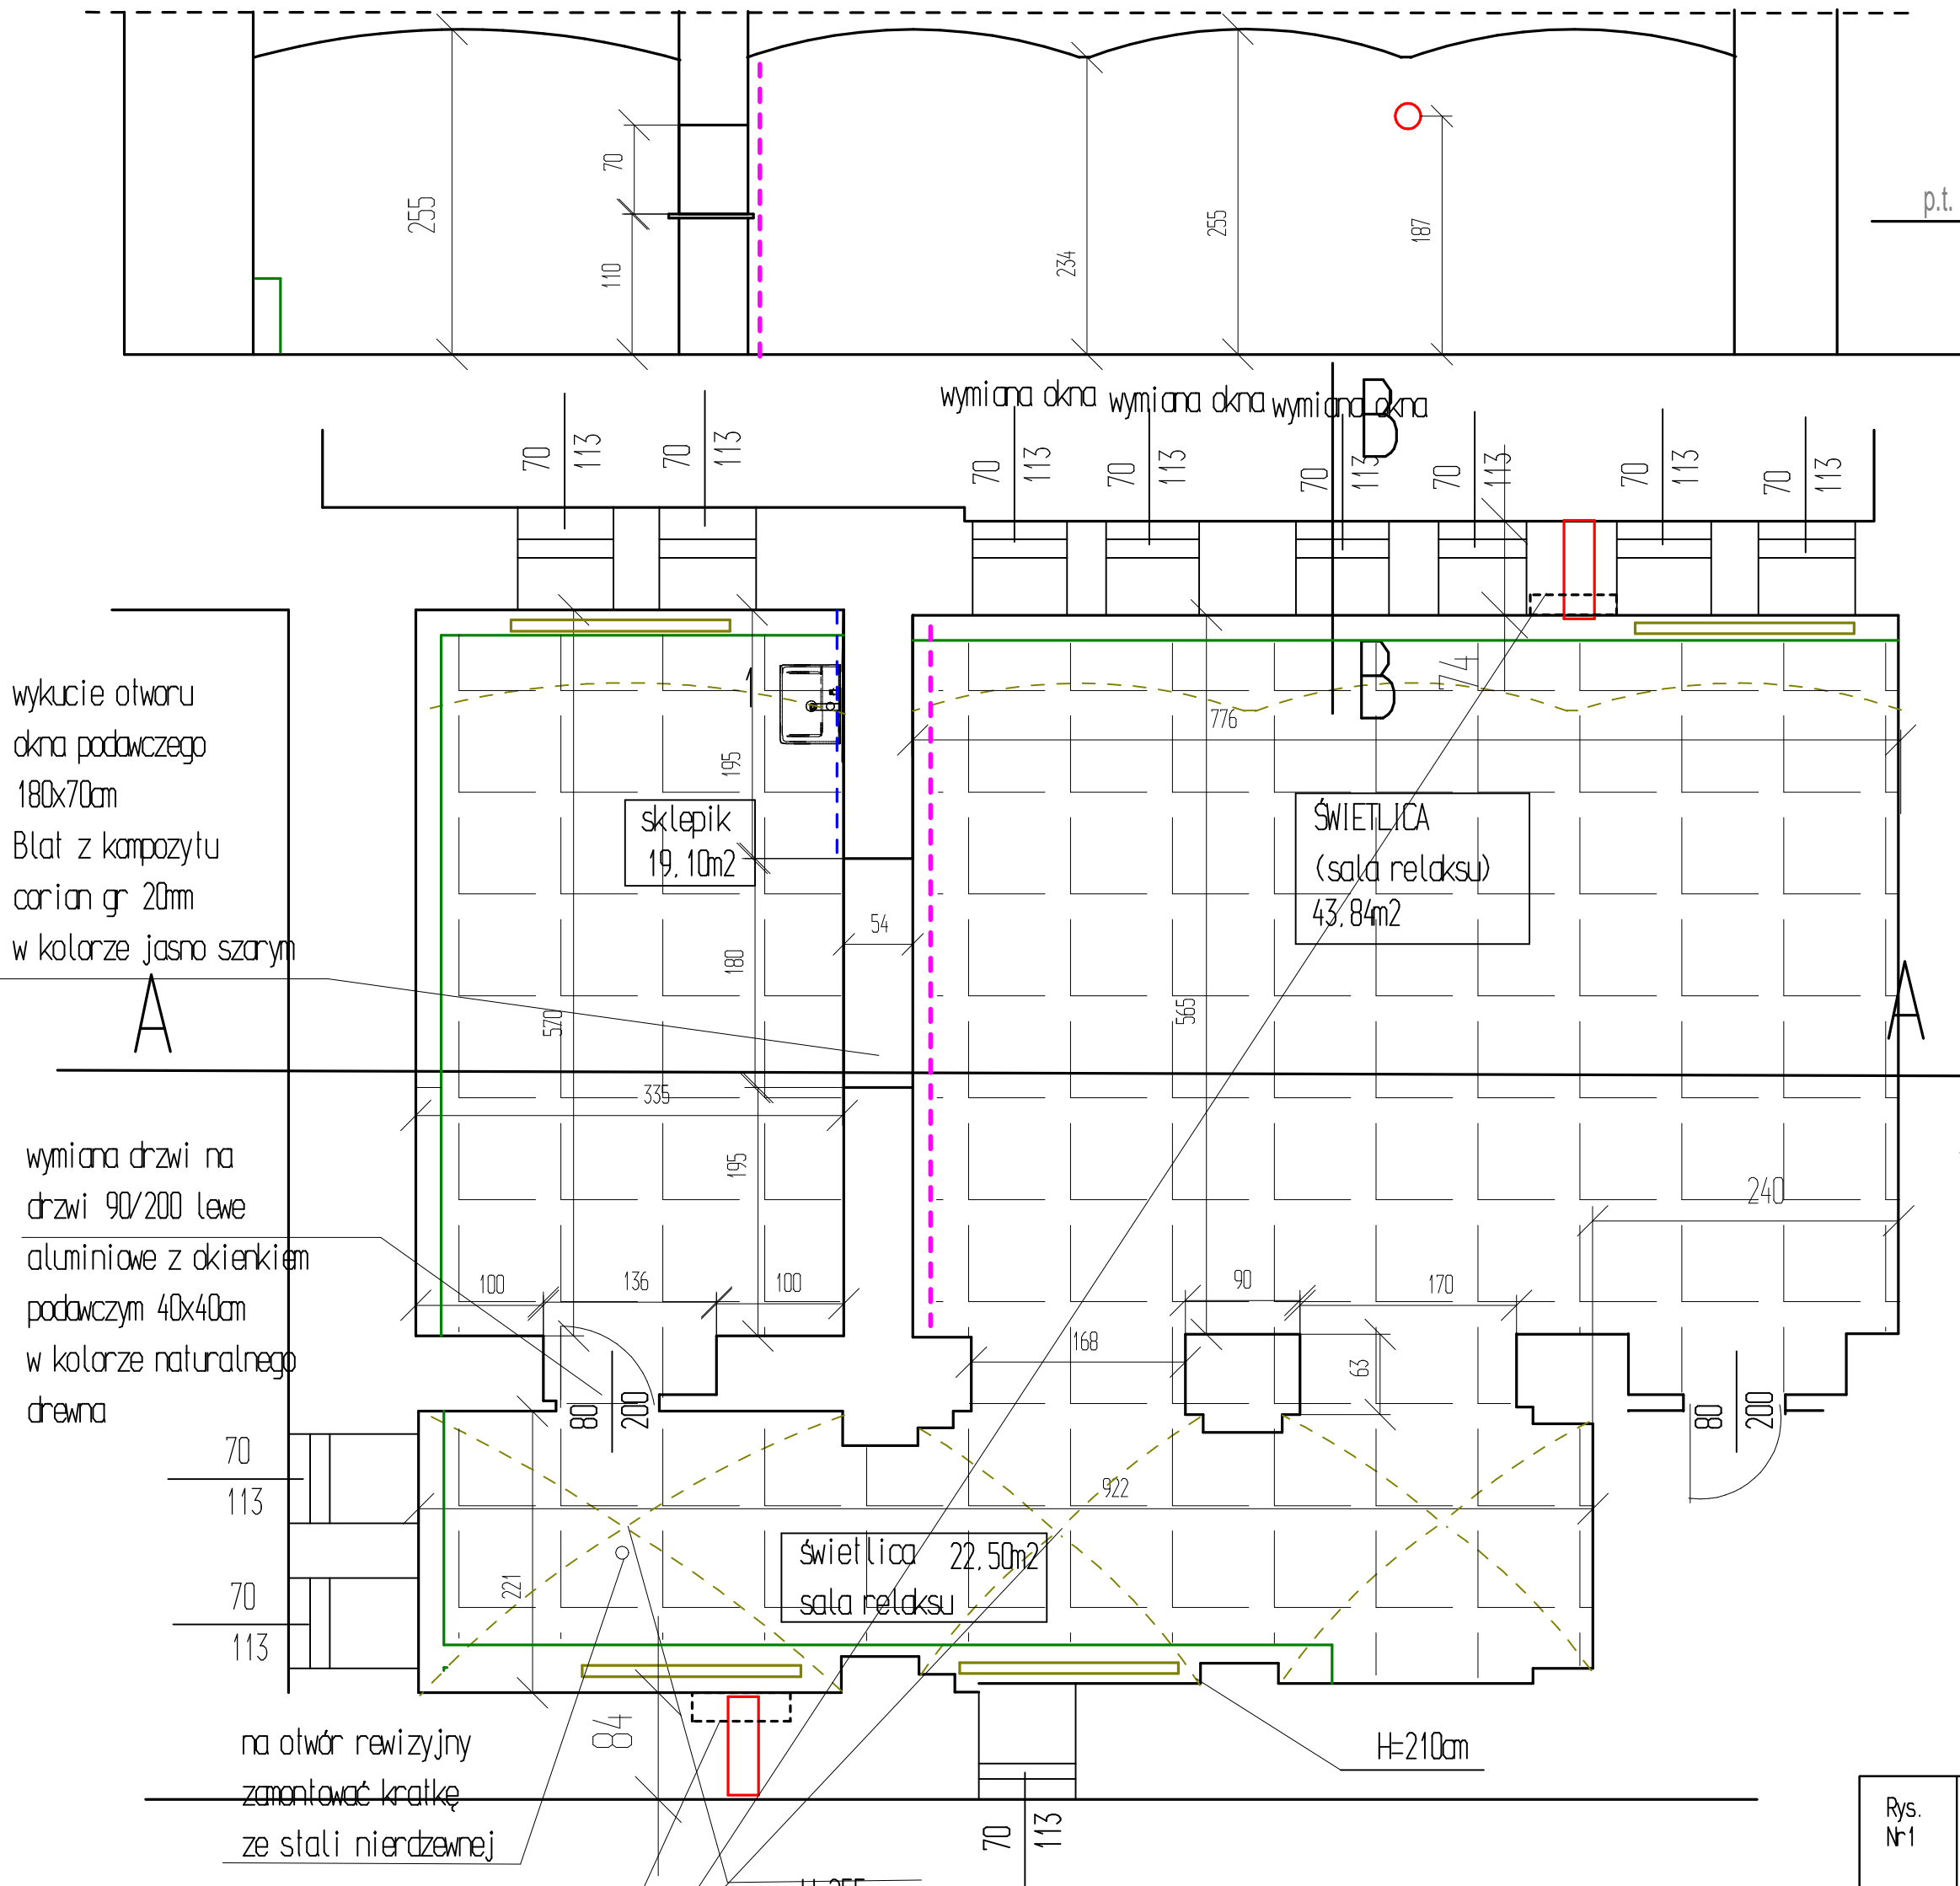 255
70
110
234
255
187
p.t.
wymiana okna
wymiana okna
wymiana okna
B
70
113
70
113
70
113
70
113
70
113
70
113
70
113
70
113
74
B
776
1
195
wykucie otworu
okna podawczego
180x70cm
Blat z kompozytu
corian gr 20mm
w kolorze jasno szarym
sklepik
19,10m2
ŚWIETLICA
(sala relaksu)
43,84m2
54
180
570
565
A
A
335
195
wymiana drzwi na
drzwi 90/200 lewe
aluminiowe z okienkiem
podawczym 40x40cm
w kolorze naturalnego
drewna
240
100
136
100
90
170
168
63
80
200
80
200
70
113
922
świetlica 22,50m2
sala relaksu
221
70
113
na otwór rewizyjny
zamontować kratkę
ze stali nierdzewnej
84
H=210cm
70
113
Rys.
Nr1